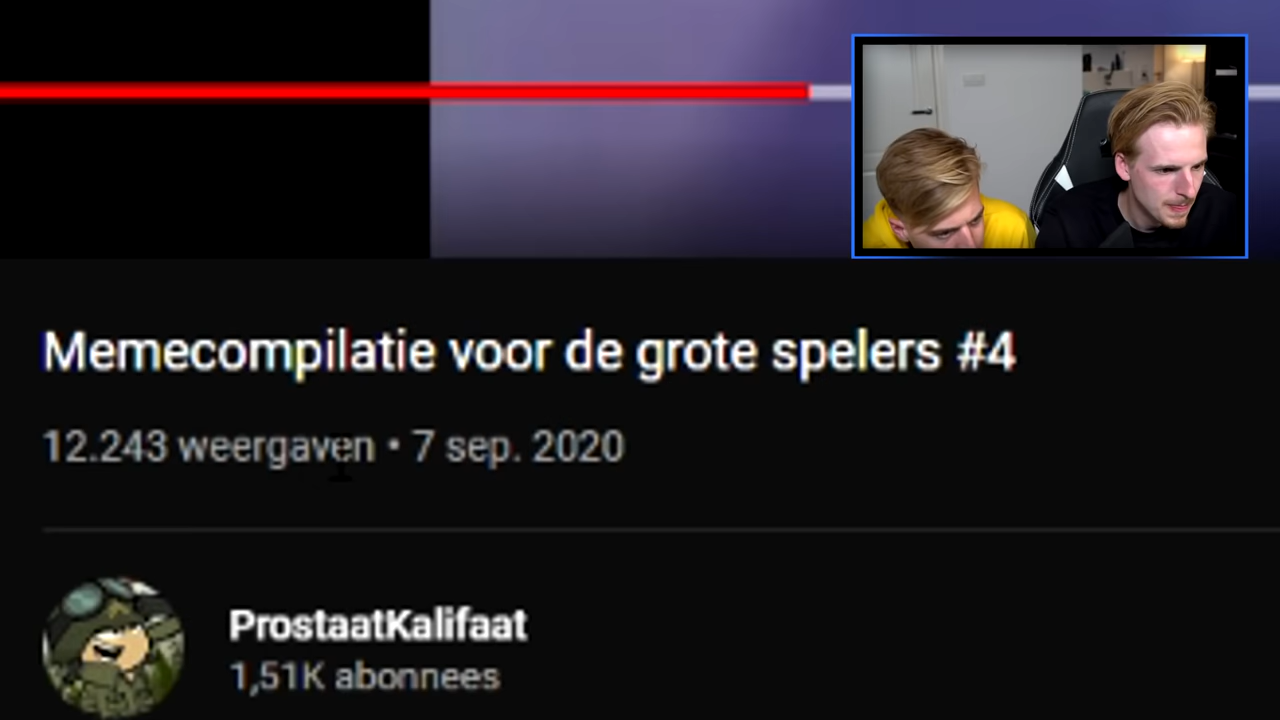 Memecompilatie voor de grote spelers #4
12.243 weergaven • 7 sep. 2020
ProstaatKalifaat
1,51K abonnees